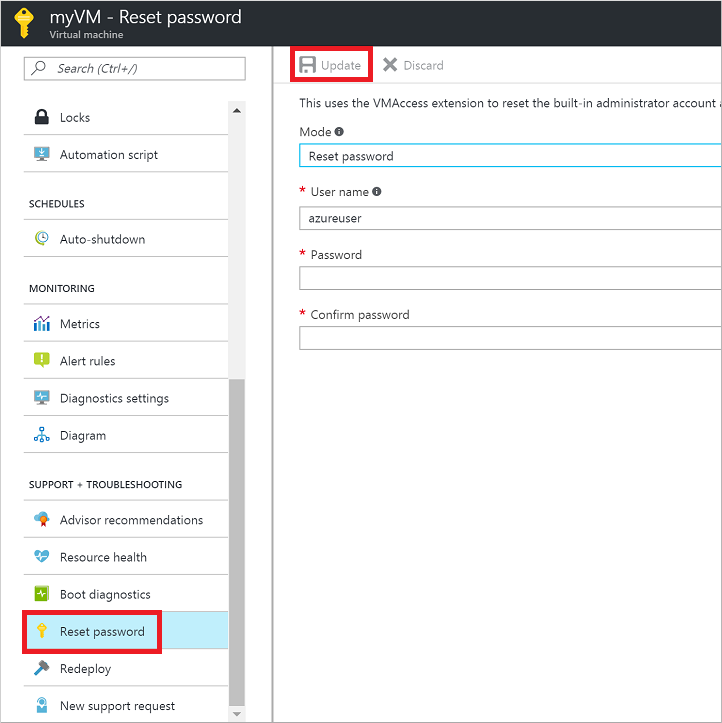 myVM - Reset password
Virtual machine
Search (Ctrl+/)
Locks
Automation script
SCHEDULES
Auto-shutdown
MONITORING
Metrics
Alert rules
Diagnostics settings
Diagram
SUPPORT + TROUBLESHOOTING
Advisor recommendations
Resource health
Boot diagnostics
Reset password
Redeploy
New support request
Update Discard
This uses the VMAccess extension to reset the built-in administrator account
Mode
Reset password
* User name
azureuser
* Password
* Confirm password